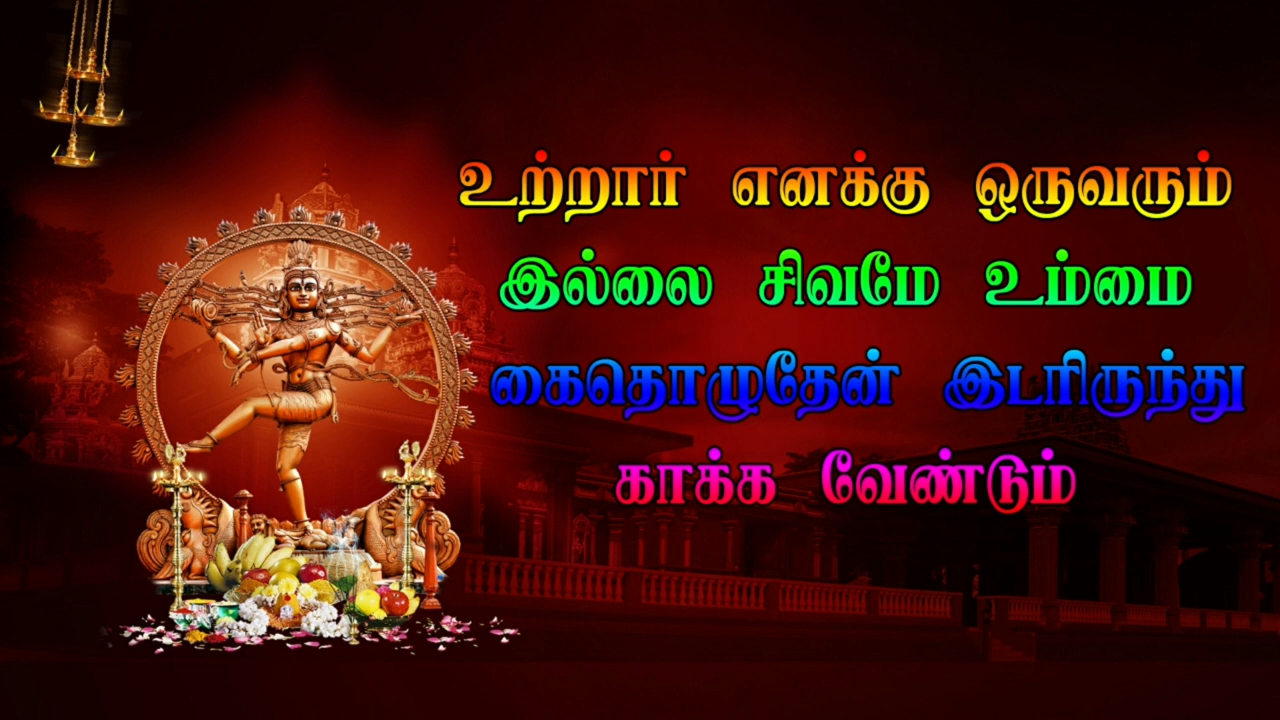 உற்றார் எனக்கு ஒருவரும்
இல்லை சிவமே உம்மை
கைதொழுதேன் இடரிருந்து
காக்க வேண்டும்